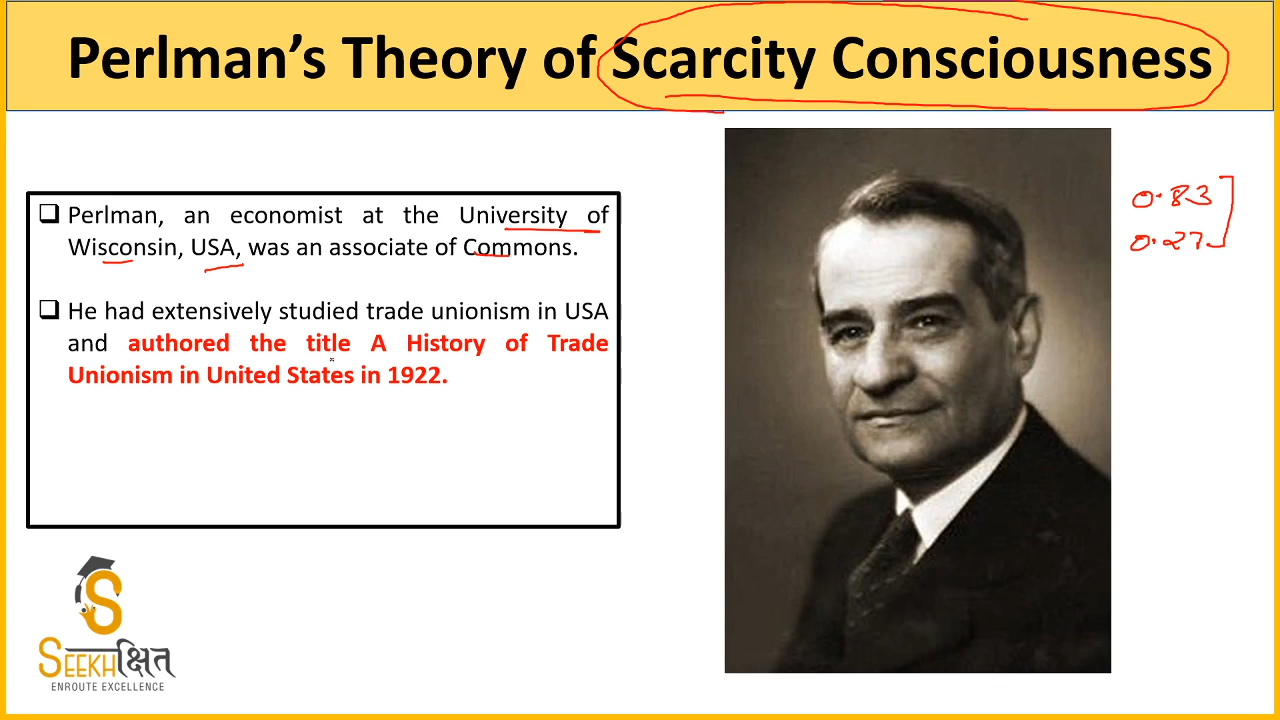 Perlman's Theory of Scarcity Consciousness
❑ Perlman, an economist at the University of
Wisconsin, USA, was an associate of Commons.
❑ He had extensively studied trade unionism in USA
and authored the title A History of Trade
Unionism in United States in 1922.
0.83
0.27
SEEKHक्षित
ENROUTE EXCELLENCE